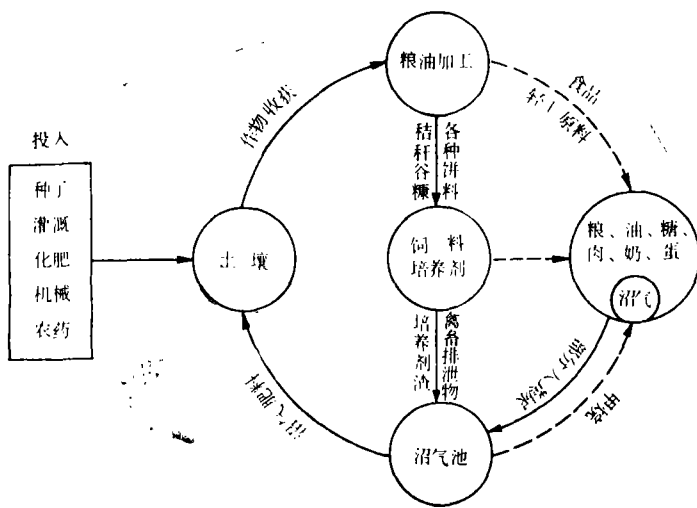 粮油加工
食品
轻工原料
作物收获
投入
种子
灌溉
化肥
机械
农药
秸秆谷糠
各种饼料
土壤
饲料
培养剂
粮、油、糖、
肉、奶、蛋
沼气
培养剂渣
禽畜排泄物
部分人粪尿
甲烷
沼气肥料
沼气池